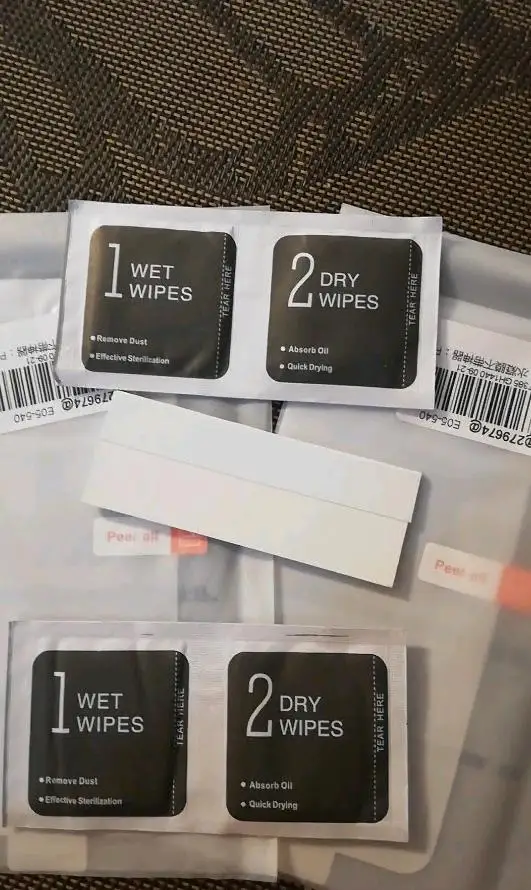 1 WET
WIPES
Remove Dust
Effective Sterilization
TEAR HERE
2 DRY
WIPES
Absorb Oil
Quick Drying
TEAR HERE
E05-540
2279674@
E05-540
Peel off
Peel off
1 WET
WIPES
Remove Dust
Effective Sterilization
TEAR HERE
2 DRY
WIPES
Absorb Oil
Quick Drying
TEAR HERE